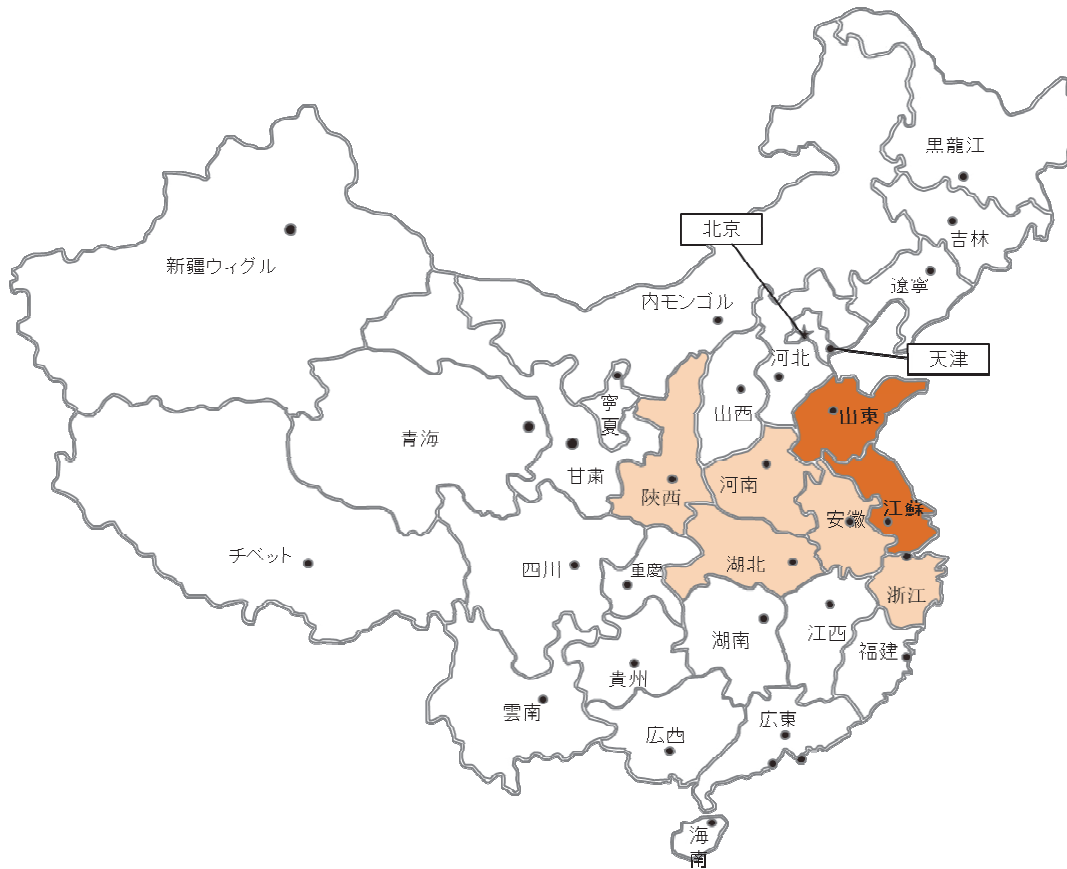 黒龍江
吉林
北京
遼寧
新疆ウィグル
内モンゴル
天津
河北
寧
夏
山西
山東
青海
甘粛
陝西
河南
江蘇
安徽
チベット
四川
重慶
湖北
浙江
湖南
江西
福建
貴州
雲南
広西
広東
海
南